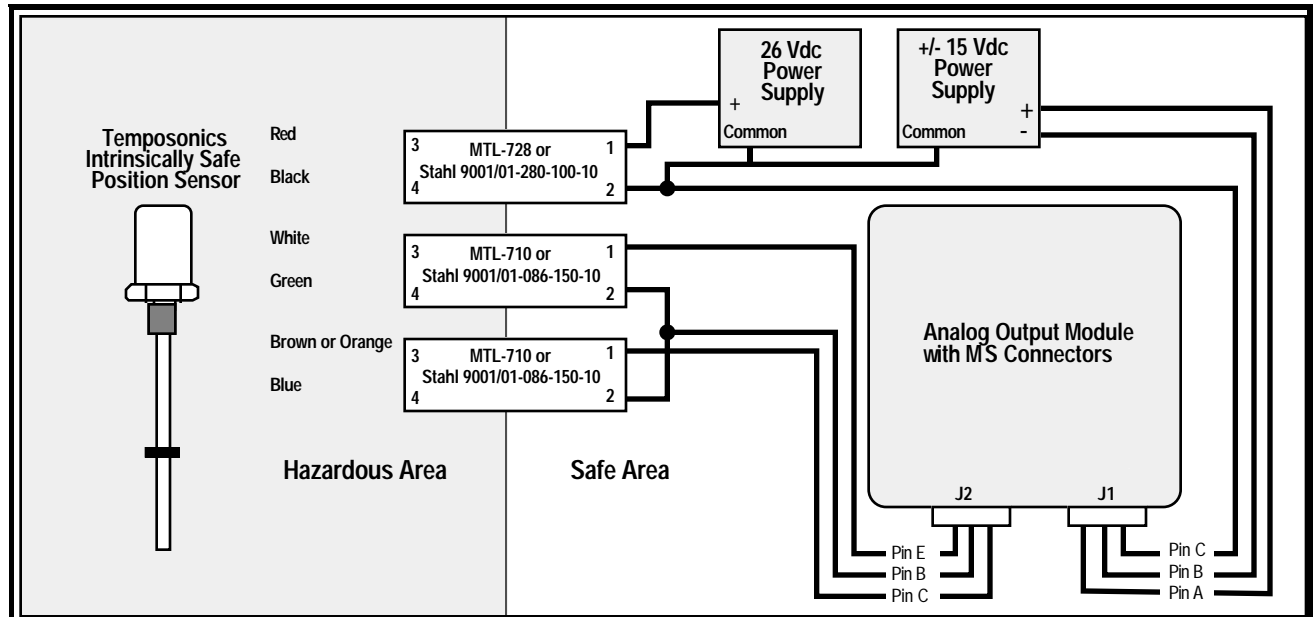 26 Vdc
Power
Supply
+
Common
+/- 15 Vdc
Power
Supply
+
-
Common
Temposonics
Intrinsically Safe
Position Sensor
Red
Black
White
Green
Brown or Orange
Blue
3
MTL-728 or
1
Stahl 9001/01-280-100-10
4
2
3
MTL-710 or
1
Stahl 9001/01-086-150-10
4
2
3
MTL-710 or
1
Stahl 9001/01-086-150-10
4
2
Hazardous Area
Safe Area
Analog Output Module
with MS Connectors
J2
J1
Pin E
Pin B
Pin C
Pin C
Pin B
Pin A